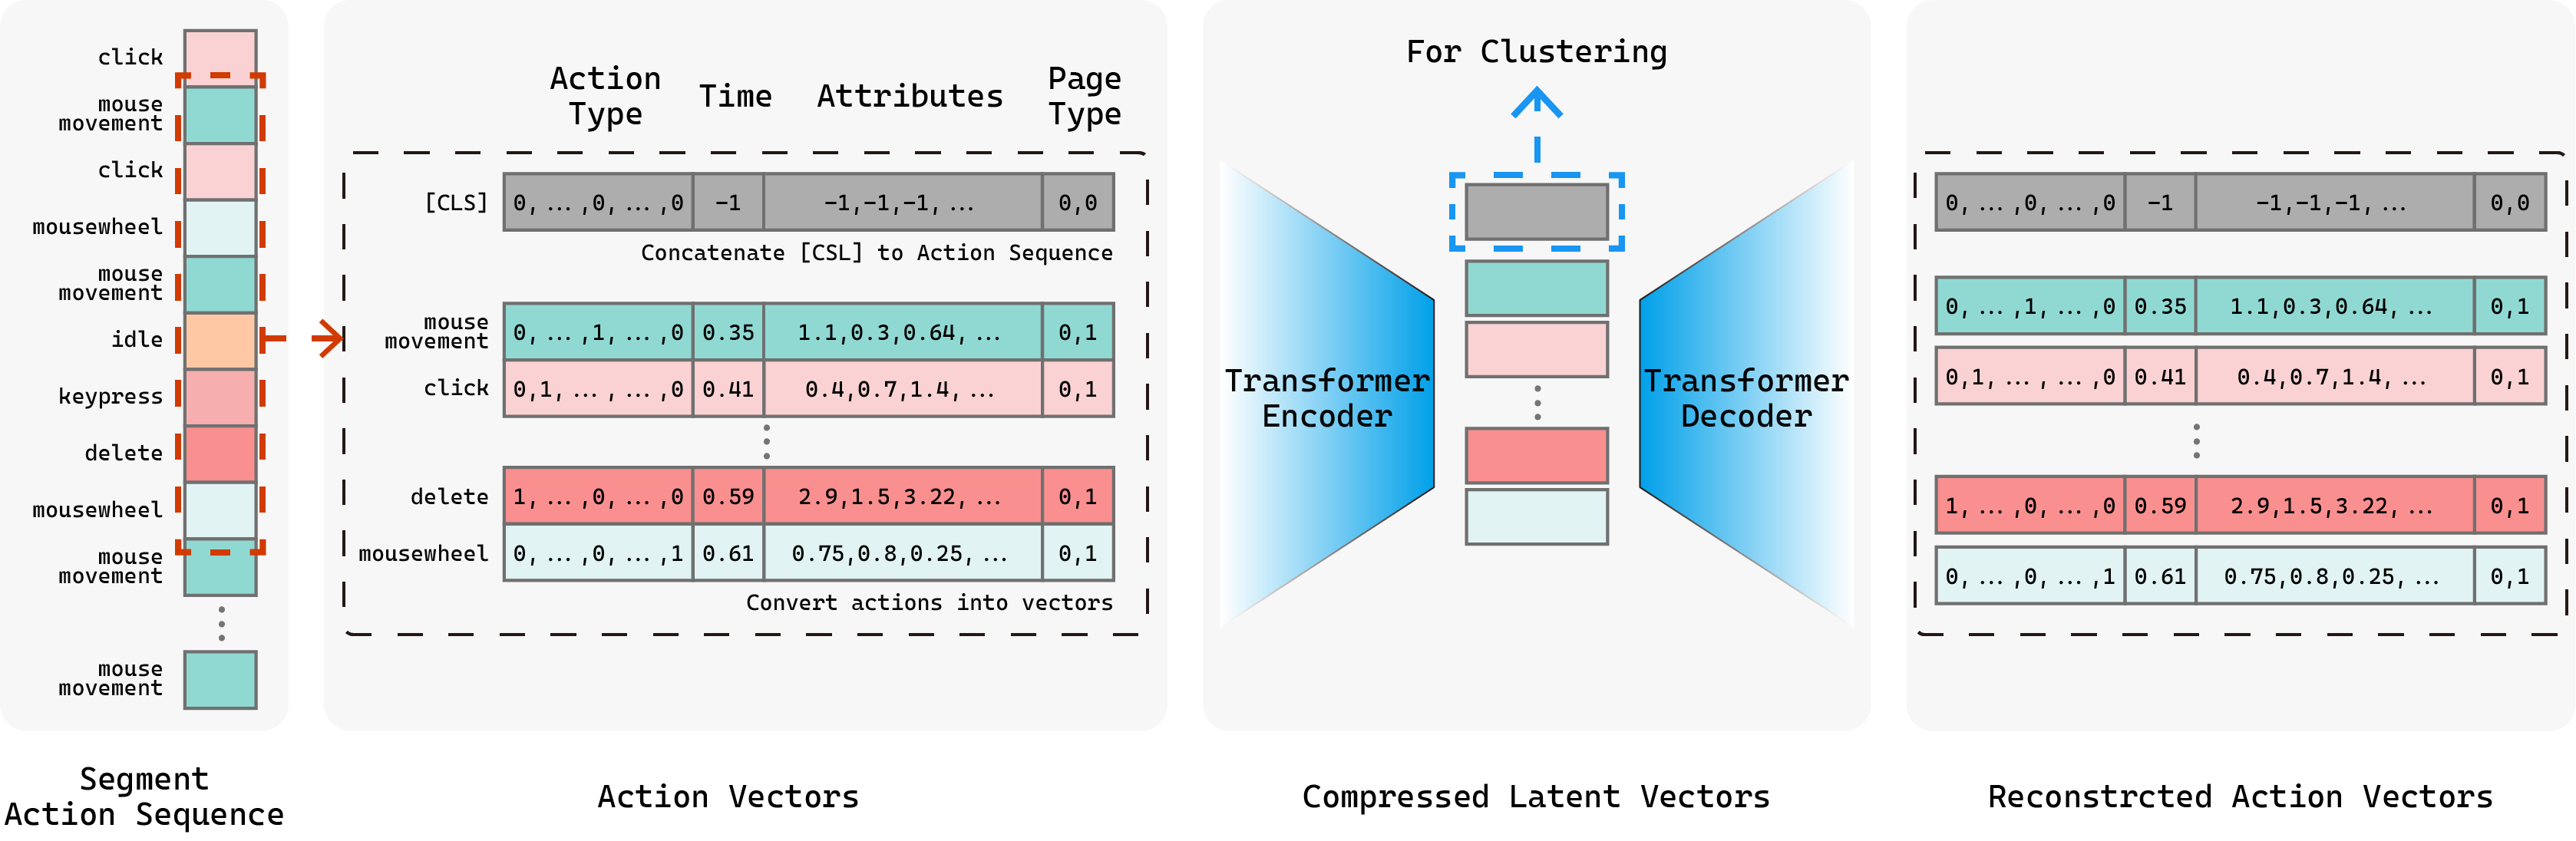 click
mouse
movement
click
mousewheel
mouse
movement
idle
keypress
delete
mousewheel
mouse
movement
mouse
movement
Segment
Action Sequence
Action
Type
Time
Attributes
Page
Type
[CLS] 0, ... ,0, ... ,0 -1 -1,-1,-1, ... 0,0
Concatenate [CSL] to Action Sequence
mouse
movement 0, ... ,1, ... ,0 0.35 1.1,0.3,0.64, ... 0,1
click 0,1, ... , ... ,0 0.41 0.4,0.7,1.4, ... 0,1
delete 1, ... ,0, ... ,0 0.59 2.9,1.5,3.22, ... 0,1
mousewheel 0, ... ,0, ... ,1 0.61 0.75,0.8,0.25, ... 0,1
Convert actions into vectors
Action Vectors
For Clustering
Transformer
Encoder
Transformer
Decoder
Compressed Latent Vectors
0, ... ,0, ... ,0 -1 -1,-1,-1, ... 0,0
0, ... ,1, ... ,0 0.35 1.1,0.3,0.64, ... 0,1
0,1, ... , ... ,0 0.41 0.4,0.7,1.4, ... 0,1
1, ... ,0, ... ,0 0.59 2.9,1.5,3.22, ... 0,1
0, ... ,0, ... ,1 0.61 0.75,0.8,0.25, ... 0,1
Reconstrcted Action Vectors